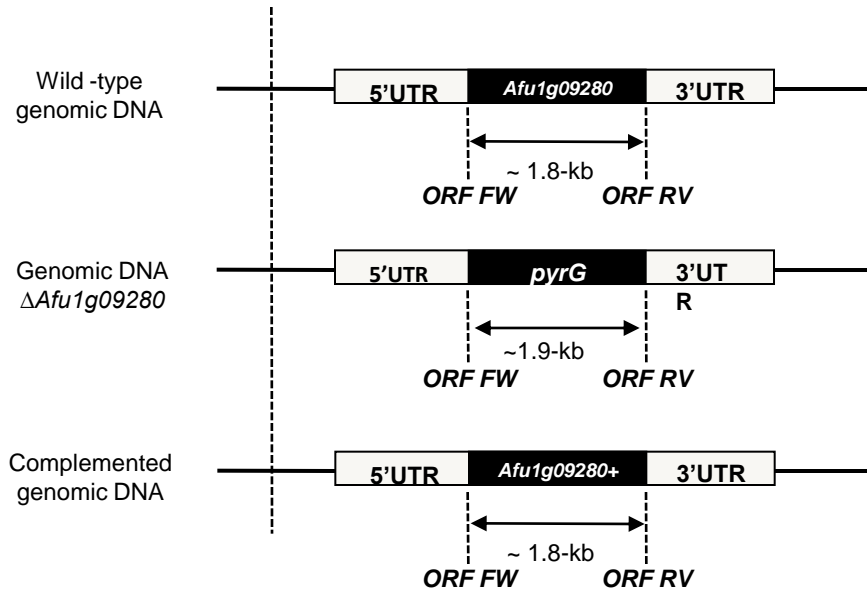 Wild -type
genomic DNA
5'UTR
Afu1g09280
3'UTR
~ 1.8-kb
ORF FW
ORF RV
Genomic DNA
∆Afu1g09280
5'UTR
pyrG
3'UT
R
~1.9-kb
ORF FW
ORF RV
Complemented
genomic DNA
5'UTR
Afu1g09280+
3'UTR
~ 1.8-kb
ORF FW
ORF RV